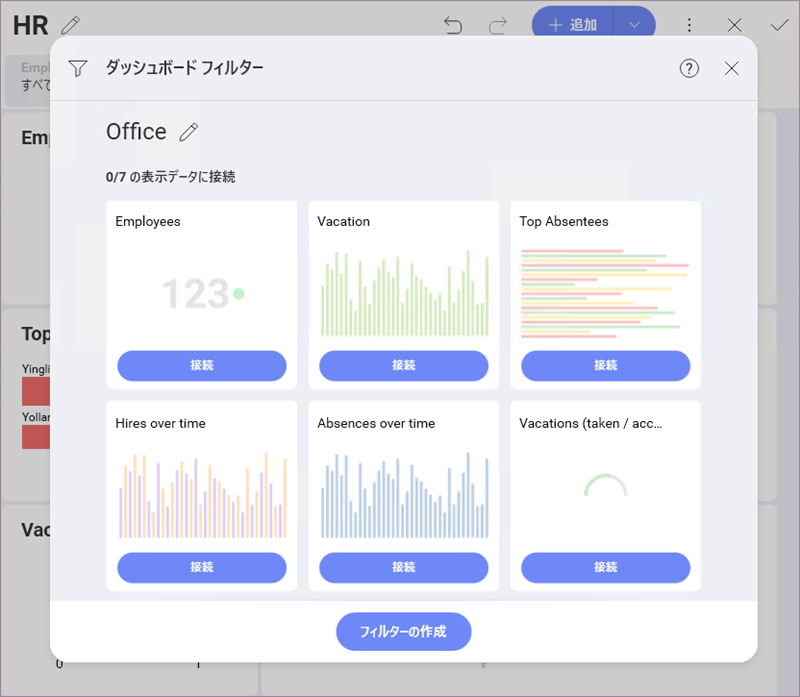 HR
追加
Empl
すべて
ダッシュボード フィルター
Office
0/7 の表示データに接続
Employees
Vacation
Top Absentees
123
接続
接続
接続
Hires over time
Absences over time
Vacations (taken / acc...
接続
接続
接続
フィルターの作成
Emp
Top
Yingli
Yollar
Vac
0
1